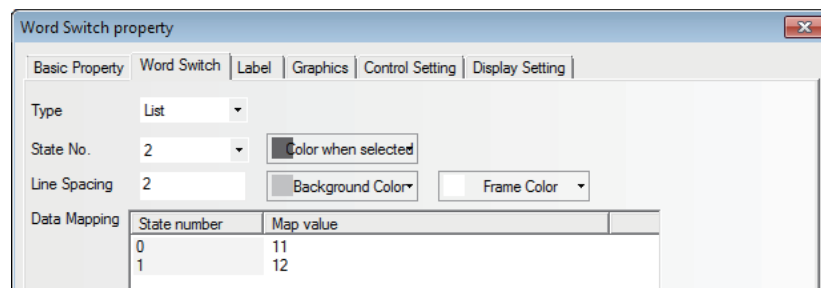 Word Switch property
Basic Property Word Switch Label Graphics Control Setting Display Setting
Type List
State No. 2 Color when selected
Line Spacing 2 Background Color Frame Color
Data Mapping State number Map value
0 11
1 12